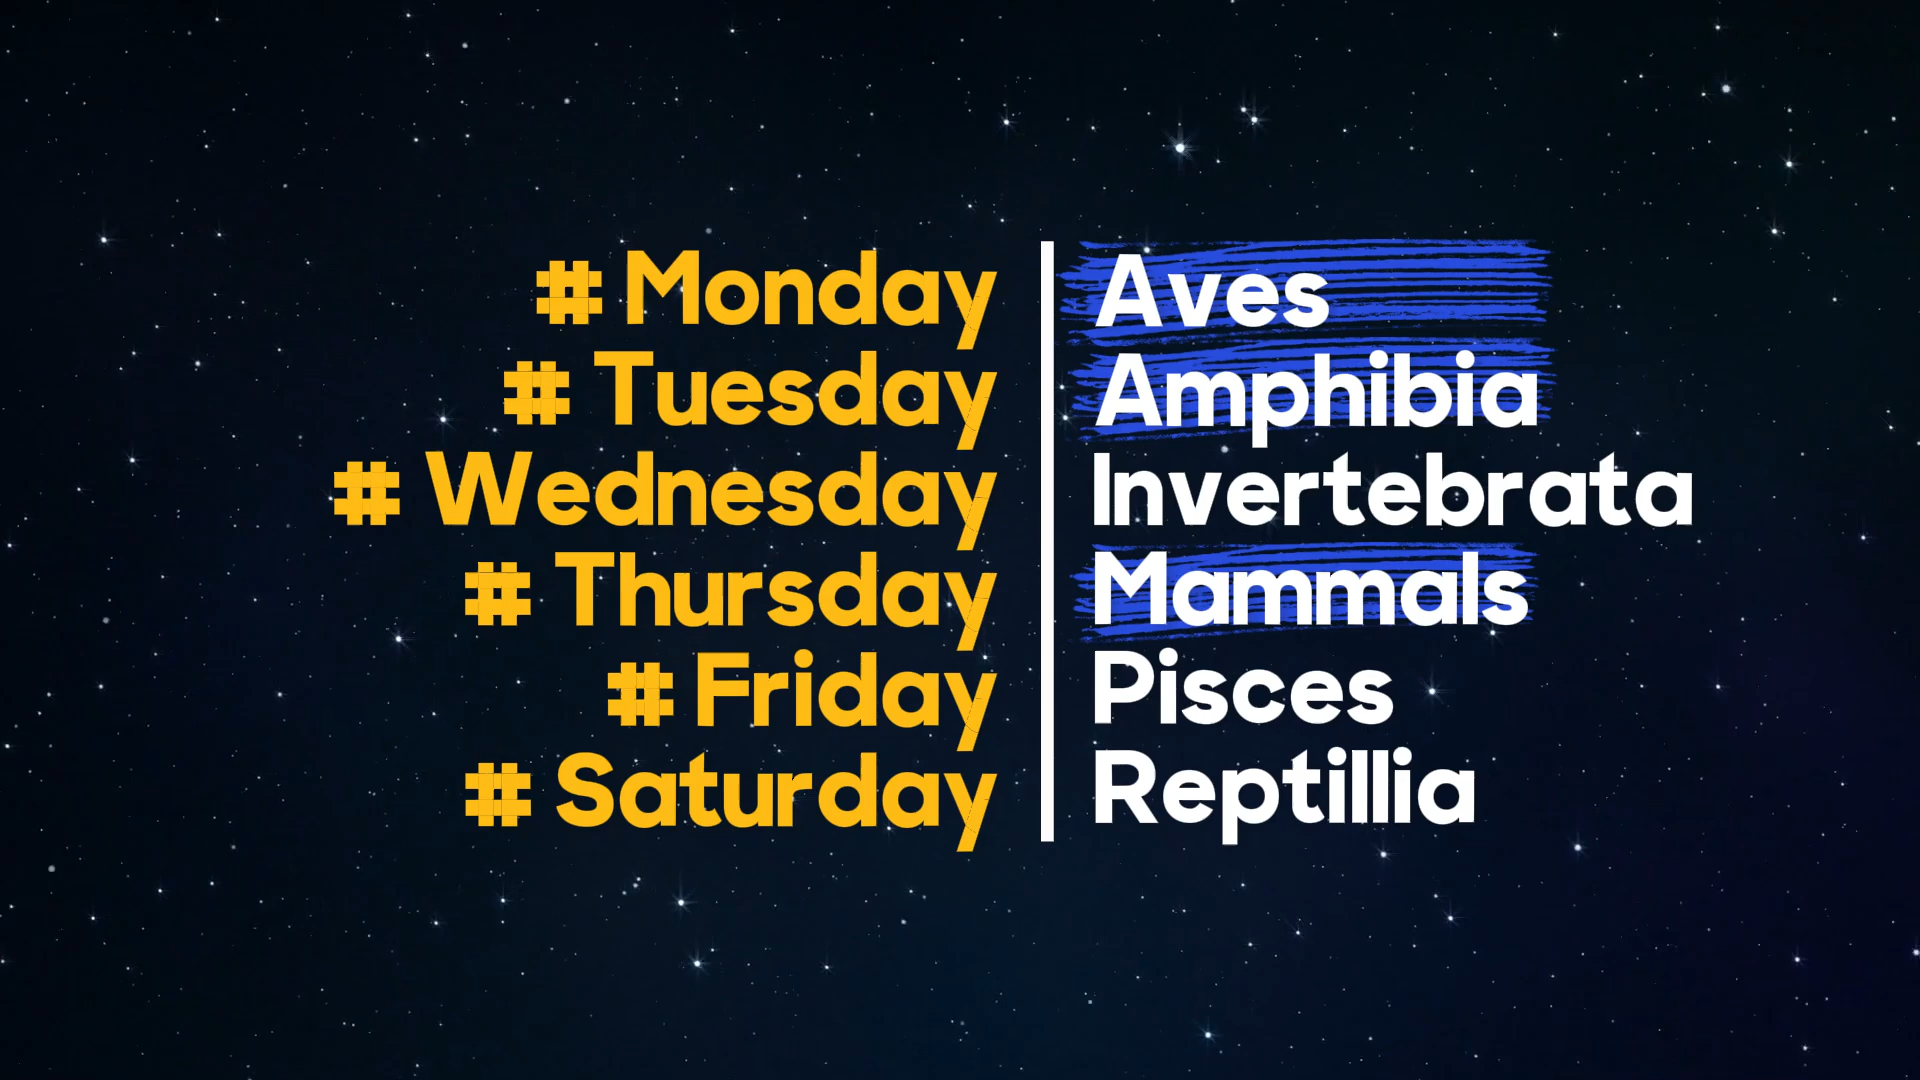 # Monday Aves
# Tuesday Amphibia
# Wednesday Invertebrata
# Thursday Mammals
# Friday Pisces
# Saturday Reptillia